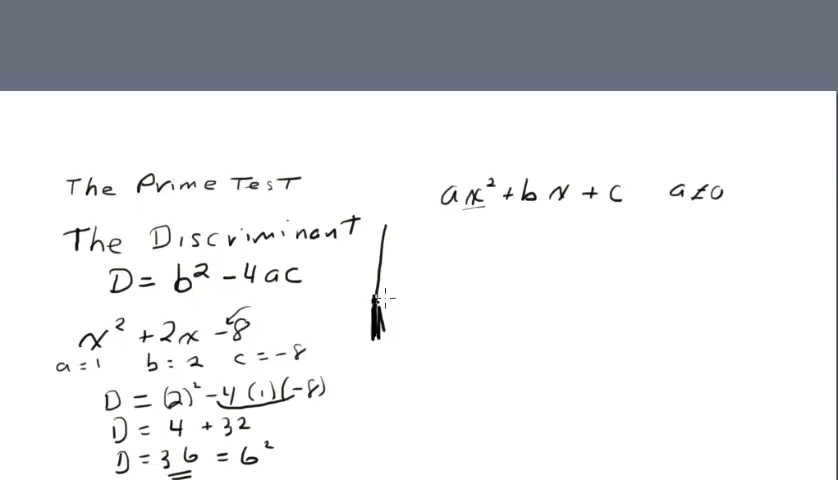 The Prime Test
The Discriminant
D = b² - 4ac
x² + 2x - 8
a = 1 b = 2 c = -8
D = (2)² - 4(1)(-8)
D = 4 + 32
D = 36 = 6²
ax² + bx + c a ≠ 0